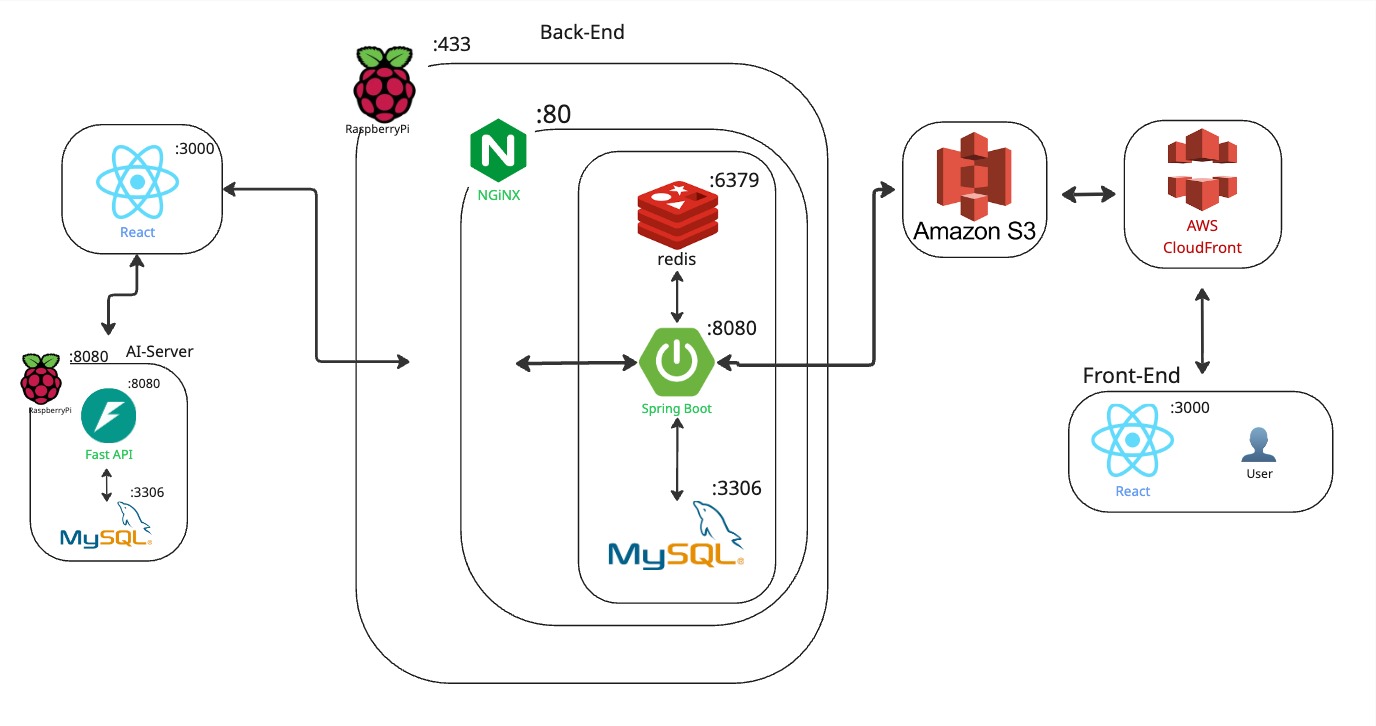 Back-End
:433
RaspberryPi
:80
NGiNX
:3000
React
:6379
redis
:8080
Spring Boot
:3306
MySQL®
Amazon S3
AWS
CloudFront
AI-Server
:8080
RaspberryPi
:8080
Fast API
:3306
MySQL®
Front-End
:3000
React
User